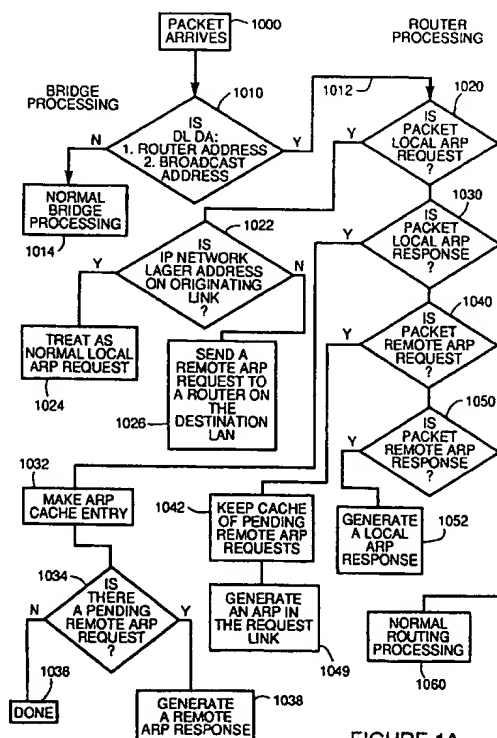 PACKET
ARRIVES
1000
ROUTER
PROCESSING
BRIDGE
PROCESSING
1010
1012
1020
IS
DL DA:
1. ROUTER ADDRESS
2. BROADCAST
ADDRESS
N
Y
IS
PACKET
LOCAL ARP
REQUEST
?
Y
NORMAL
BRIDGE
PROCESSING
1014
1022
1030
IS
IP NETWORK
LAGER ADDRESS
ON ORIGINATING
LINK
?
Y
N
IS
PACKET
LOCAL ARP
RESPONSE
?
Y
1040
TREAT AS
NORMAL LOCAL
ARP REQUEST
1024
SEND A
REMOTE ARP
REQUEST TO
A ROUTER ON
THE
DESTINATION
LAN
1026
IS PACKET
REMOTE ARP
REQUEST
?
Y
1050
IS
PACKET
REMOTE ARP
RESPONSE?
Y
1032
MAKE ARP
CACHE ENTRY
1042
KEEP CACHE
OF PENDING
REMOTE ARP
REQUESTS
GENERATE
A LOCAL
ARP
RESPONSE
1052
1034
IS
THERE
A PENDING
REMOTE ARP
REQUEST
?
N
Y
GENERATE
AN ARP IN
THE REQUEST
LINK
1049
NORMAL
ROUTING
PROCESSING
1060
1036
DONE
GENERATE
A REMOTE
ARP RESPONSE
1038
FIGURE 1A